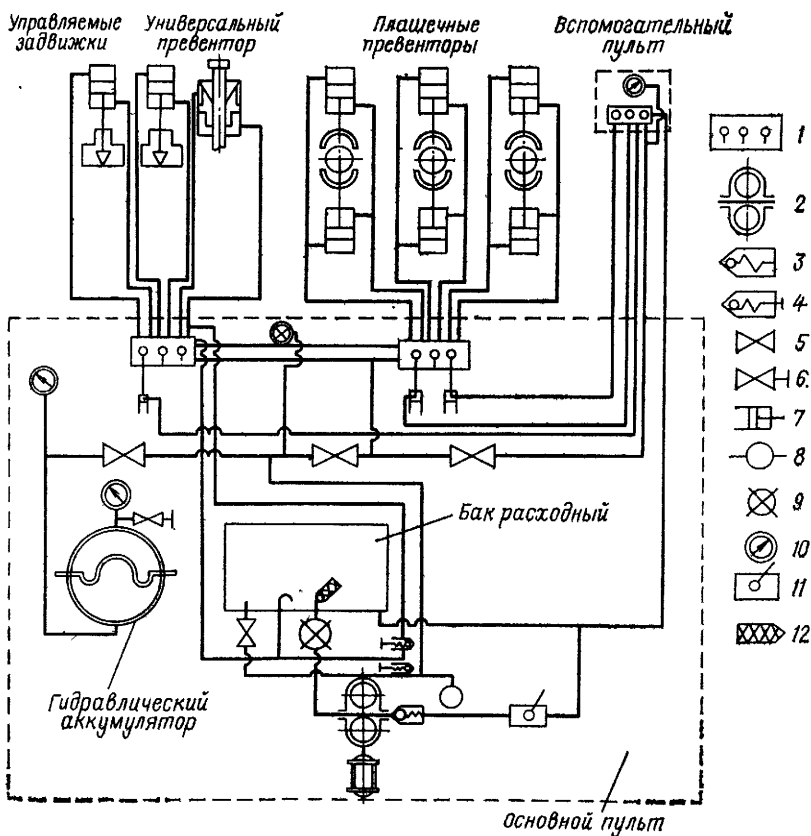 Управляемые
задвижки
Универсальный
превентор
Плашечные
превенторы
Вспомогательный
пульт
1
2
3
4
5
6.
7
8
9
10
11
12
Бак расходный
Гидравлический
аккумулятор
Основной пульт